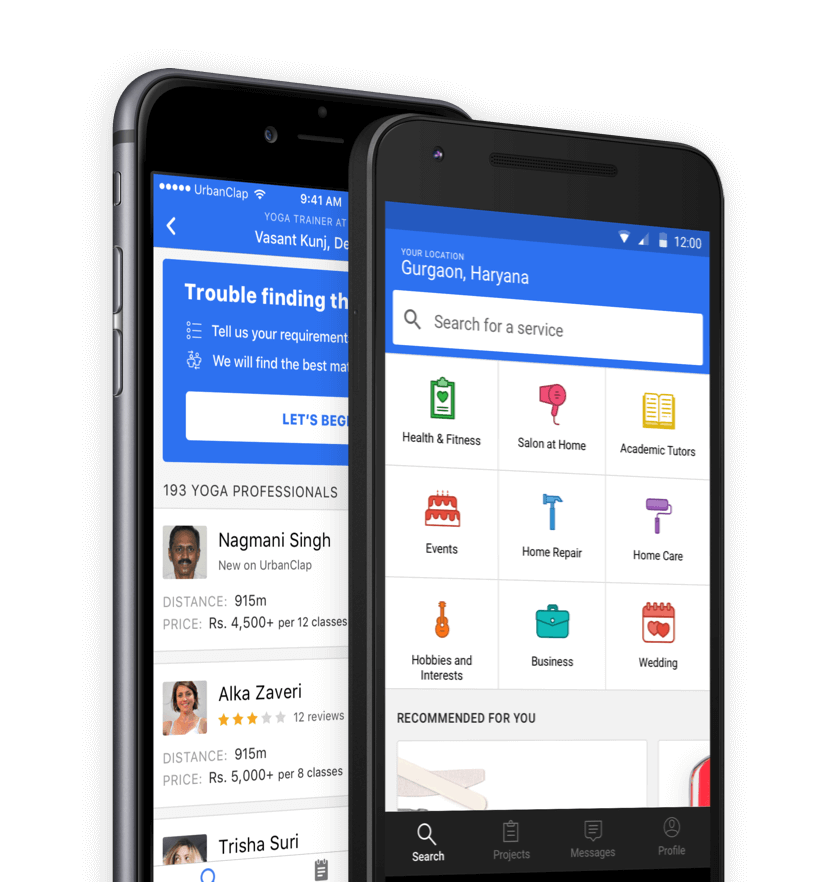 UrbanClap
9:41 AM
YOGA TRAINER AT
Vasant Kunj, De
Trouble finding th
Tell us your requirement
We will find the best mat
LET'S BEGI
193 YOGA PROFESSIONALS
Nagmani Singh
New on UrbanClap
DISTANCE: 915m
PRICE: Rs. 4,500+ per 12 classes
Alka Zaveri
12 reviews
DISTANCE: 915m
PRICE: Rs. 5,000+ per 8 classes
Trisha Suri
12:00
YOUR LOCATION
Gurgaon, Haryana
Search for a service
Health & Fitness
Salon at Home
Academic Tutors
Events
Home Repair
Home Care
Hobbies and
Interests
Business
Wedding
RECOMMENDED FOR YOU
Search
Projects
Messages
Profile